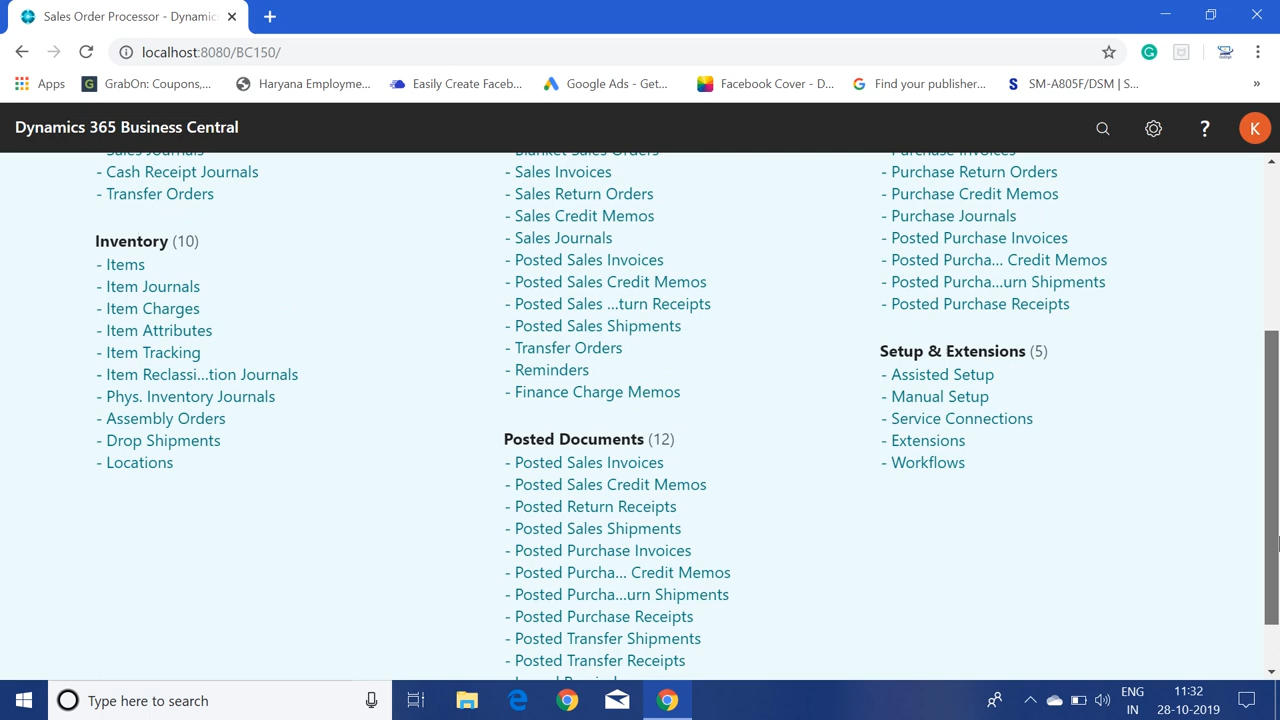 Sales Order Processor - Dynamic
localhost:8080/BC150/
Apps
G
GrabOn: Coupons,...
Haryana Employme...
Easily Create Faceb...
Google Ads - Get...
Facebook Cover - D...
G
Find your publisher...
S
SM-A805F/DSM | S...
»
Dynamics 365 Business Central
?
K
Sales Journals
- Cash Receipt Journals
- Transfer Orders
Inventory (10)
- Items
- Item Journals
- Item Charges
- Item Attributes
- Item Tracking
- Item Reclassi...tion Journals
- Phys. Inventory Journals
- Assembly Orders
- Drop Shipments
- Locations
Blanket Sales Orders
- Sales Invoices
- Sales Return Orders
- Sales Credit Memos
- Sales Journals
- Posted Sales Invoices
- Posted Sales Credit Memos
- Posted Sales ...turn Receipts
- Posted Sales Shipments
- Transfer Orders
- Reminders
- Finance Charge Memos
Posted Documents (12)
- Posted Sales Invoices
- Posted Sales Credit Memos
- Posted Return Receipts
- Posted Sales Shipments
- Posted Purchase Invoices
- Posted Purcha... Credit Memos
- Posted Purcha...urn Shipments
- Posted Purchase Receipts
- Posted Transfer Shipments
- Posted Transfer Receipts
Purchase Invoices
- Purchase Return Orders
- Purchase Credit Memos
- Purchase Journals
- Posted Purchase Invoices
- Posted Purcha... Credit Memos
- Posted Purcha...urn Shipments
- Posted Purchase Receipts
Setup & Extensions (5)
- Assisted Setup
- Manual Setup
- Service Connections
- Extensions
- Workflows
Type here to search
ENG
IN
11:32
28-10-2019